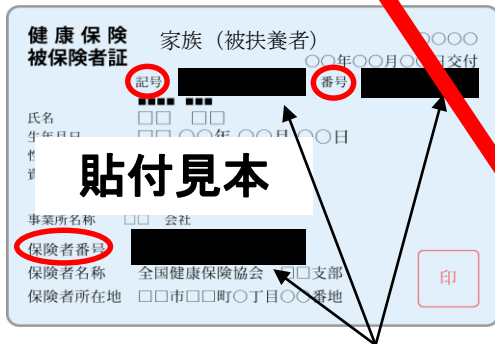 健康保険
被保険者証
家族（被扶養者）
○○○○
○○年○○月○○日交付
記号
番号
■■■■ ■■■
氏名 □□ □□
生年月日 □□ ○○年 ○○月 ○○日
貼付見本
事業所名称 □□ 会社
保険者番号
保険者名称 全国健康保険協会 □□支部
保険者所在地 □□市□□町○丁目○○番地
印